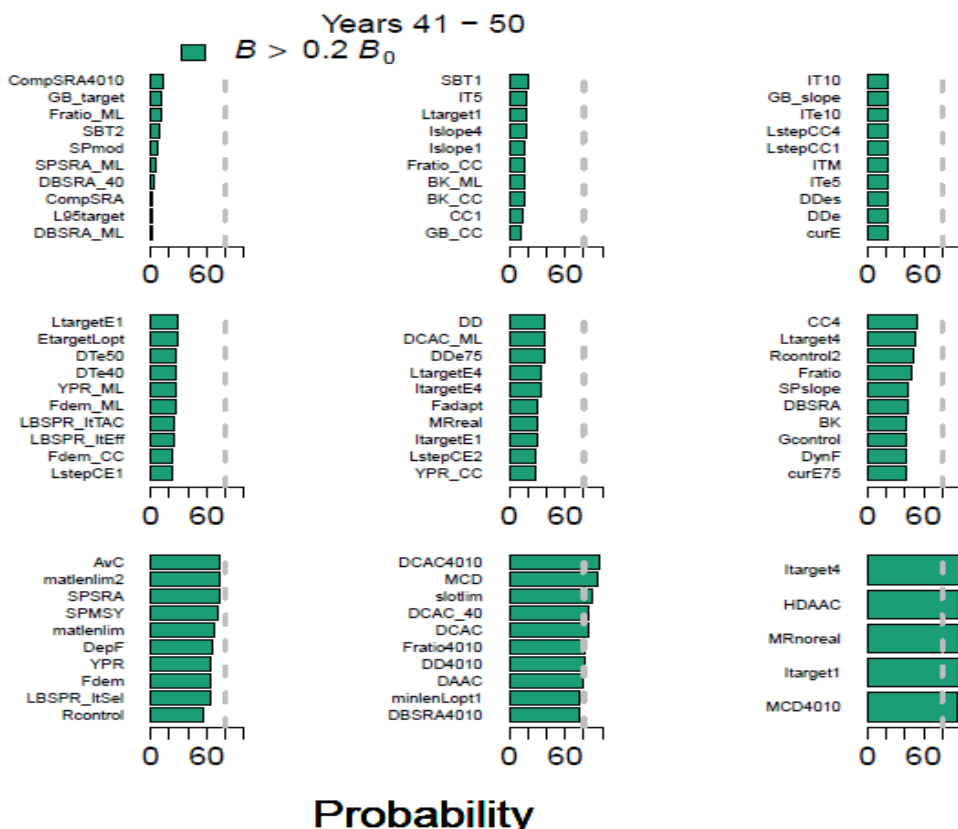 Years 41 − 50
B > 0.2 B0
CompSRA4010
GB_target
Fratio_ML
SBT2
SPmod
SPSRA_ML
DBSRA_40
CompSRA
L95target
DBSRA_ML
0 60
SBT1
IT5
Ltarget1
Islope4
Islope1
Fratio_CC
BK_ML
BK_CC
CC1
GB_CC
0 60
IT10
GB_slope
ITe10
LstepCC4
LstepCC1
ITM
ITe5
DDes
DDe
curE
0 60
LtargetE1
EtargetLopt
DTe50
DTe40
YPR_ML
Fdem_ML
LBSPR_ItTAC
LBSPR_ItEff
Fdem_CC
LstepCE1
0 60
DD
DCAC_ML
DDe75
LtargetE4
ItargetE4
Fadapt
MRreal
ItargetE1
LstepCE2
YPR_CC
0 60
CC4
Ltarget4
Rcontrol2
Fratio
SPslope
DBSRA
BK
Gcontrol
DynF
curE75
0 60
AvC
matlenlim2
SPSRA
SPMSY
matlenlim
DepF
YPR
Fdem
LBSPR_ItSel
Rcontrol
0 60
DCAC4010
MCD
slotlim
DCAC_40
DCAC
Fratio4010
DD4010
DAAC
minlenLopt1
DBSRA4010
0 60
Itarget4
HDAAC
MRnoreal
Itarget1
MCD4010
0 60
Probability